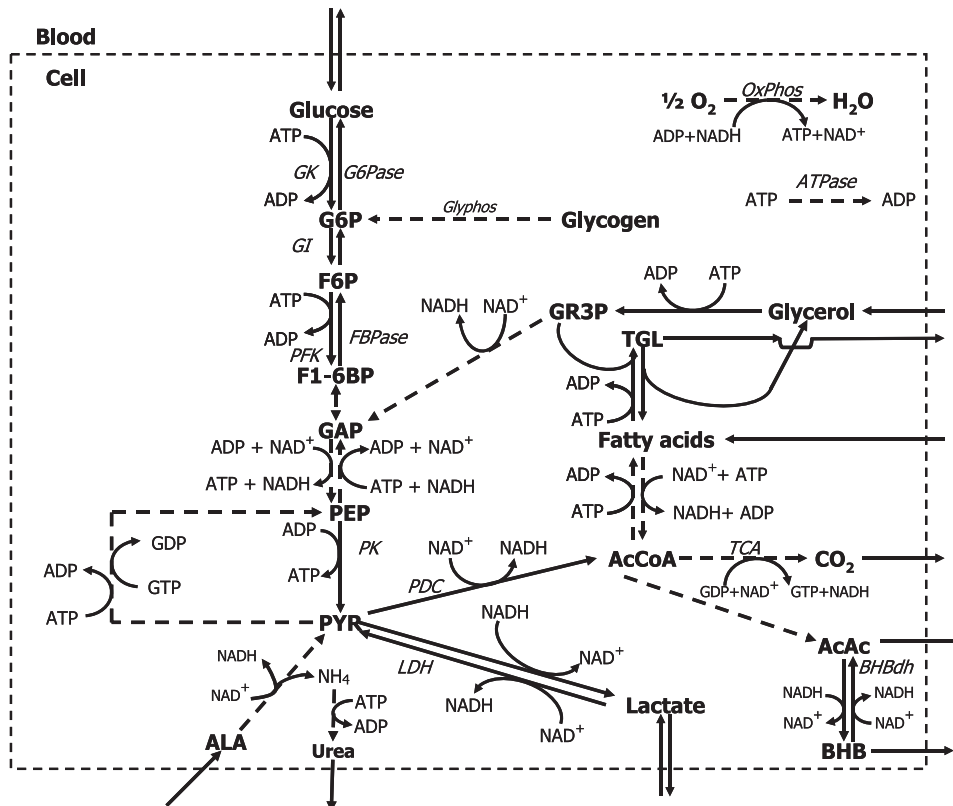 Blood
Cell
Glucose
ATP
GK
G6Pase
ADP
½ O₂
OxPhos
H₂O
ADP+NADH
ATP+NAD⁺
ATP
ATPase
ADP
G6P
Glyphos
Glycogen
GI
F6P
ATP
ADP
PFK
FBPase
F1-6BP
NADH
NAD⁺
GR3P
ADP
ATP
Glycerol
TGL
ADP
ATP
GAP
Fatty acids
ADP + NAD⁺
ADP + NAD⁺
ATP + NADH
ATP + NADH
ADP
NAD⁺+ ATP
ATP
NADH+ ADP
PEP
ADP
PK
ATP
GDP
GTP
ADP
ATP
NAD⁺
NADH
PDC
AcCoA
TCA
CO₂
GDP+NAD⁺
GTP+NADH
PYR
NADH
NAD⁺
LDH
NADH
NAD⁺
Lactate
AcAc
BHBdh
NADH
NADH
NAD⁺
NAD⁺
BHB
NADH
NAD⁺
NH₄
ATP
ADP
ALA
Urea